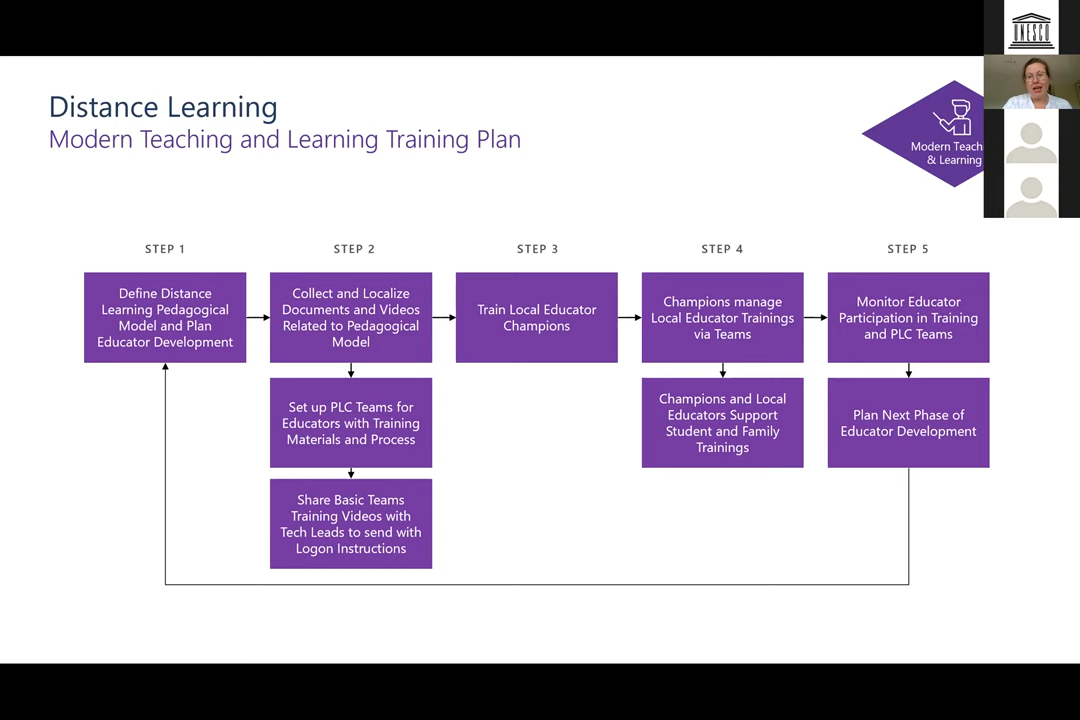 UNESCO
Distance Learning
Modern Teaching and Learning Training Plan
Modern Teach
& Learning
STEP 1
STEP 2
STEP 3
STEP 4
STEP 5
Define Distance
Learning Pedagogical
Model and Plan
Educator Development
Collect and Localize
Documents and Videos
Related to Pedagogical
Model
Train Local Educator
Champions
Champions manage
Local Educator Trainings
via Teams
Monitor Educator
Participation in Training
and PLC Teams
Set up PLC Teams for
Educators with Training
Materials and Process
Champions and Local
Educators Support
Student and Family
Trainings
Plan Next Phase of
Educator Development
Share Basic Teams
Training Videos with
Tech Leads to send with
Logon Instructions